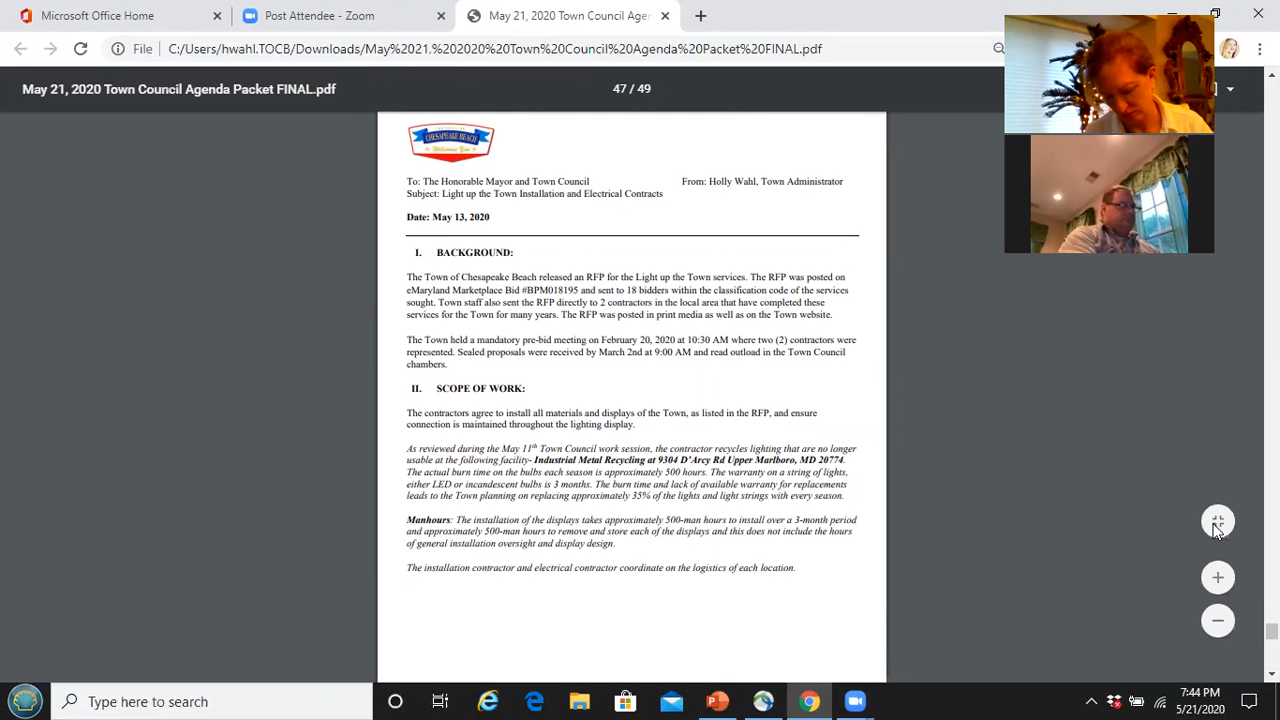 Microsoft Office Home
Post Attendee - Zoom
May 21, 2020 Town Council Agenda
File
C:/Users/hwahl.TOCB/Downloads/May%2021,%202020%20Town%20Council%20Agenda%20Packet%20FINAL.pdf
May 21, 2020 Town Council Agenda Packet FINAL.pdf
47 / 49
CHESAPEAKE BEACH
Welcomes You
To: The Honorable Mayor and Town Council From: Holly Wahl, Town Administrator
Subject: Light up the Town Installation and Electrical Contracts
Date: May 13, 2020
I. BACKGROUND:
The Town of Chesapeake Beach released an RFP for the Light up the Town services. The RFP was posted on
eMaryland Marketplace Bid #BPM018195 and sent to 18 bidders within the classification code of the services
sought. Town staff also sent the RFP directly to 2 contractors in the local area that have completed these
services for the Town for many years. The RFP was posted in print media as well as on the Town website.
The Town held a mandatory pre-bid meeting on February 20, 2020 at 10:30 AM where two (2) contractors were
represented. Sealed proposals were received by March 2nd at 9:00 AM and read outload in the Town Council
chambers.
II. SCOPE OF WORK:
The contractors agree to install all materials and displays of the Town, as listed in the RFP, and ensure
connection is maintained throughout the lighting display.
As reviewed during the May 11th Town Council work session, the contractor recycles lighting that are no longer
usable at the following facility- Industrial Metal Recycling at 9304 D'Arcy Rd Upper Marlboro, MD 20774.
The actual burn time on the bulbs each season is approximately 500 hours. The warranty on a string of lights,
either LED or incandescent bulbs is 3 months. The burn time and lack of available warranty for replacements
leads to the Town planning on replacing approximately 35% of the lights and light strings with every season.
Manhours: The installation of the displays takes approximately 500-man hours to install over a 3-month period
and approximately 500-man hours to remove and store each of the displays and this does not include the hours
of general installation oversight and display design.
The installation contractor and electrical contractor coordinate on the logistics of each location.
Type here to search
7:44 PM
5/21/2020